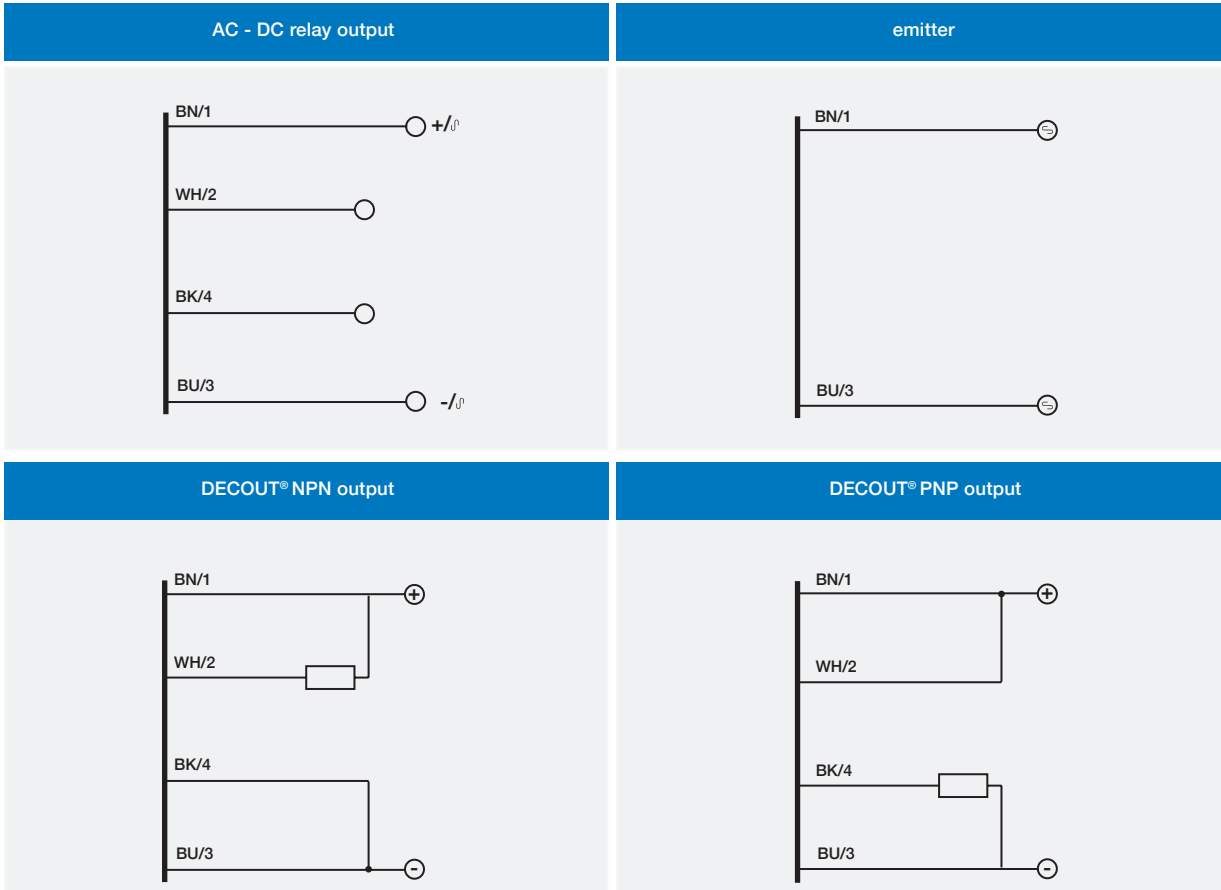 AC - DC relay output
BN/1
+/
WH/2
BK/4
BU/3
-/
emitter
BN/1
BU/3
DECOUT® NPN output
BN/1
+
WH/2
BK/4
BU/3
-
DECOUT® PNP output
BN/1
+
WH/2
BK/4
BU/3
-